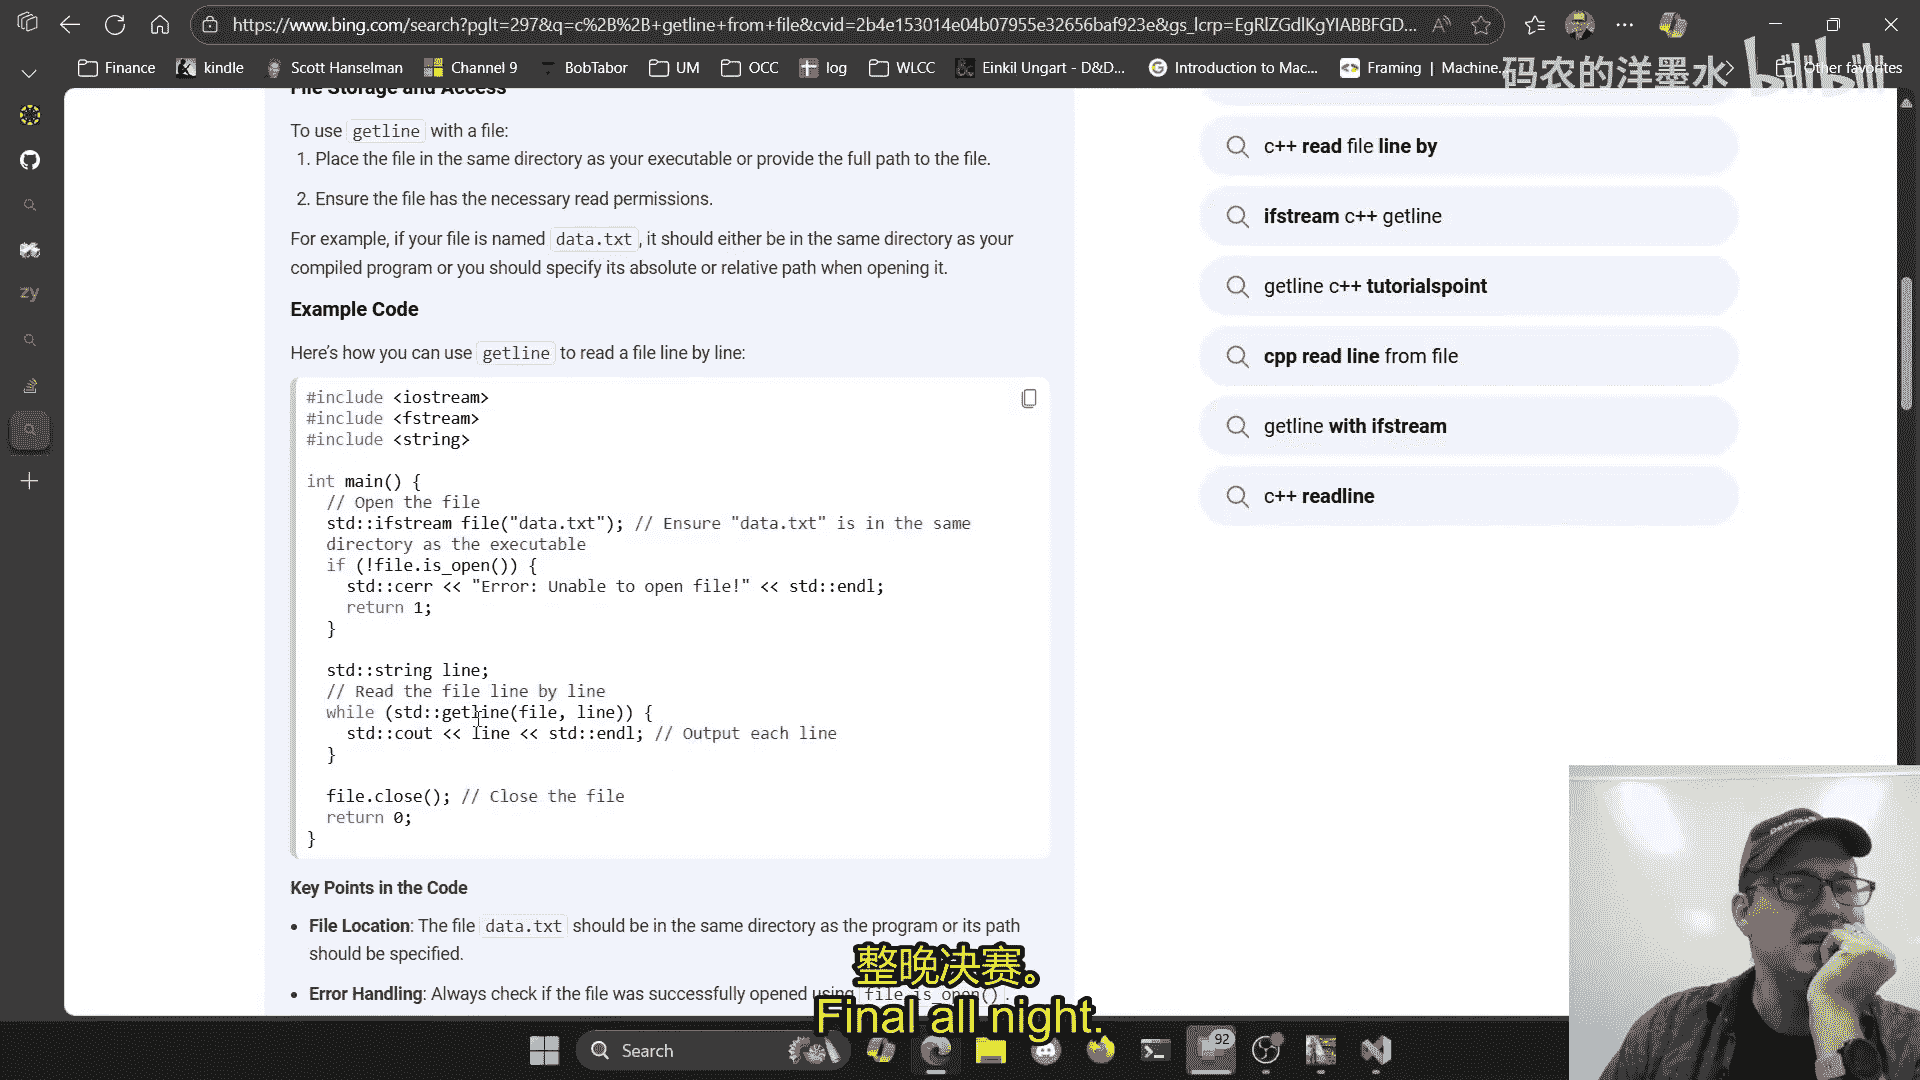 https://www.bing.com/search?pglt=297&q=c%2B%2B+getline+from+file&cvid=2b4e153014e04b07955e32656baf923e&gs_lcrp=EgRlZGdlKgYIABBFGD...
Finance
kindle
Scott Hanselman
Channel 9
BobTabor
UM
OCC
log
WLCC
Einkil Ungart - D&D...
Introduction to Mac...
Framing | Machine...
Other favorites
码农的洋墨水
bilibili
File Storage and Access
To use getline with a file:
1. Place the file in the same directory as your executable or provide the full path to the file.
2. Ensure the file has the necessary read permissions.
For example, if your file is named data.txt, it should either be in the same directory as your
compiled program or you should specify its absolute or relative path when opening it.
Example Code
Here's how you can use getline to read a file line by line:
#include <iostream>
#include <fstream>
#include <string>
int main() {
// Open the file
std::ifstream file("data.txt"); // Ensure "data.txt" is in the same
directory as the executable
if (!file.is_open()) {
std::cerr << "Error: Unable to open file!" << std::endl;
return 1;
}
std::string line;
// Read the file line by line
while (std::getline(file, line)) {
std::cout << line << std::endl; // Output each line
}
file.close(); // Close the file
return 0;
}
Key Points in the Code
• File Location: The file data.txt should be in the same directory as the program or its path
should be specified.
• Error Handling: Always check if the file was successfully opened using file.is_open().
c++ read file line by
ifstream c++ getline
getline c++ tutorialspoint
cpp read line from file
getline with ifstream
c++ readline
zy
整晚决赛。
Final all night.
Search
92